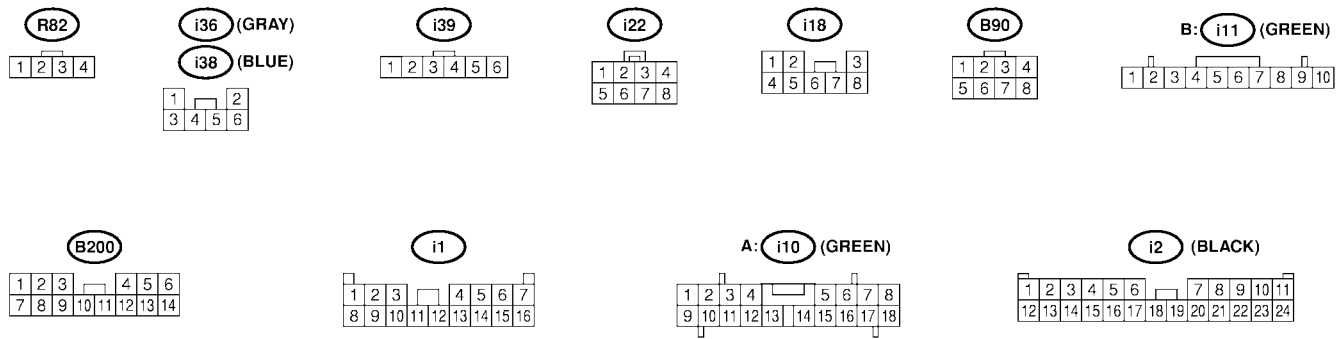 R82
1 2 3 4
i36 (GRAY)
i38 (BLUE)
1 2
3 4 5 6
i39
1 2 3 4 5 6
i22
1 2 3 4
5 6 7 8
i18
1 2 3
4 5 6 7 8
B90
1 2 3 4
5 6 7 8
B: i11 (GREEN)
1 2 3 4 5 6 7 8 9 10
B200
1 2 3 4 5 6
7 8 9 10 11 12 13 14
i1
1 2 3 4 5 6 7
8 9 10 11 12 13 14 15 16
A: i10 (GREEN)
1 2 3 4 5 6 7 8
9 10 11 12 13 14 15 16 17 18
i2 (BLACK)
1 2 3 4 5 6 7 8 9 10 11
12 13 14 15 16 17 18 19 20 21 22 23 24